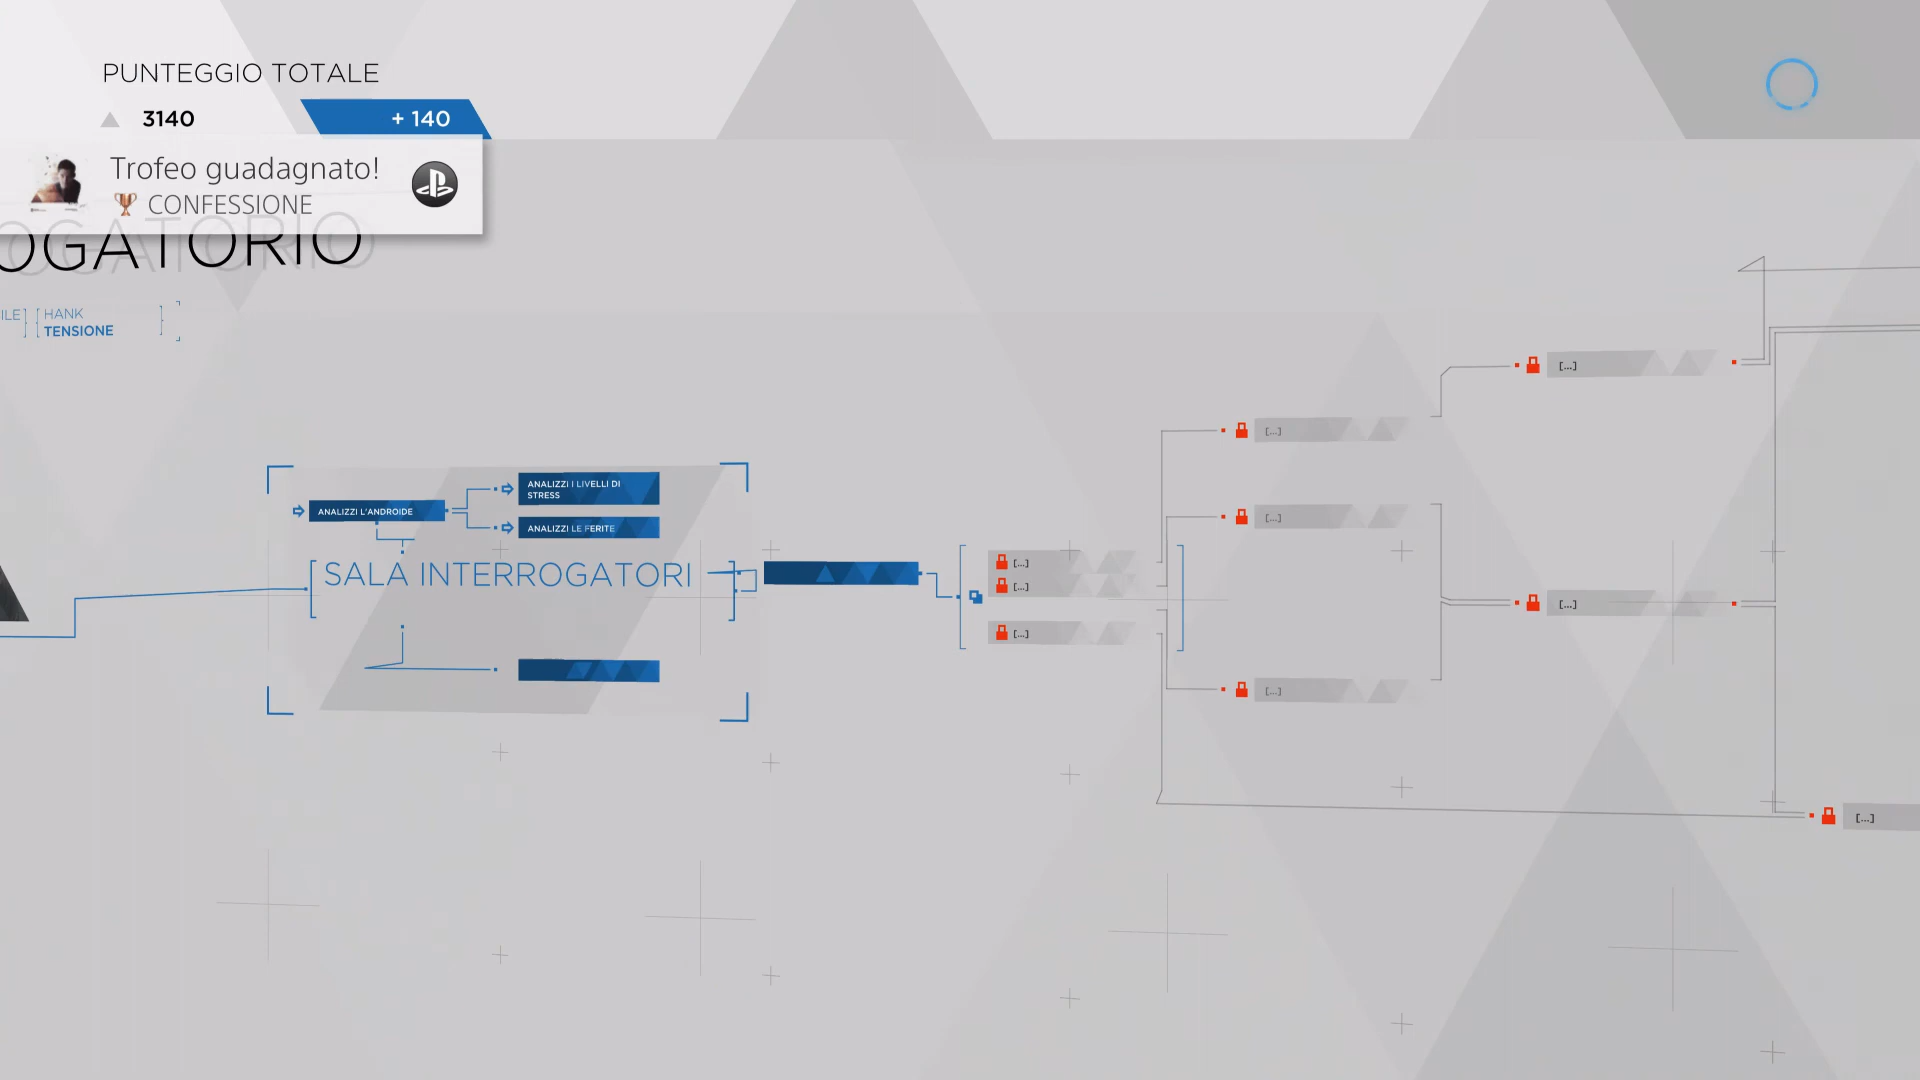 PUNTEGGIO TOTALE
3140
+ 140
Trofeo guadagnato!
CONFESSIONE
OGATORIO
ILE
HANK
TENSIONE
ANALIZZI L'ANDROIDE
ANALIZZI I LIVELLI DI
STRESS
ANALIZZI LE FERITE
SALA INTERROGATORI
[...]
[...]
[...]
[...]
[...]
[...]
[...]
[...]
[...]